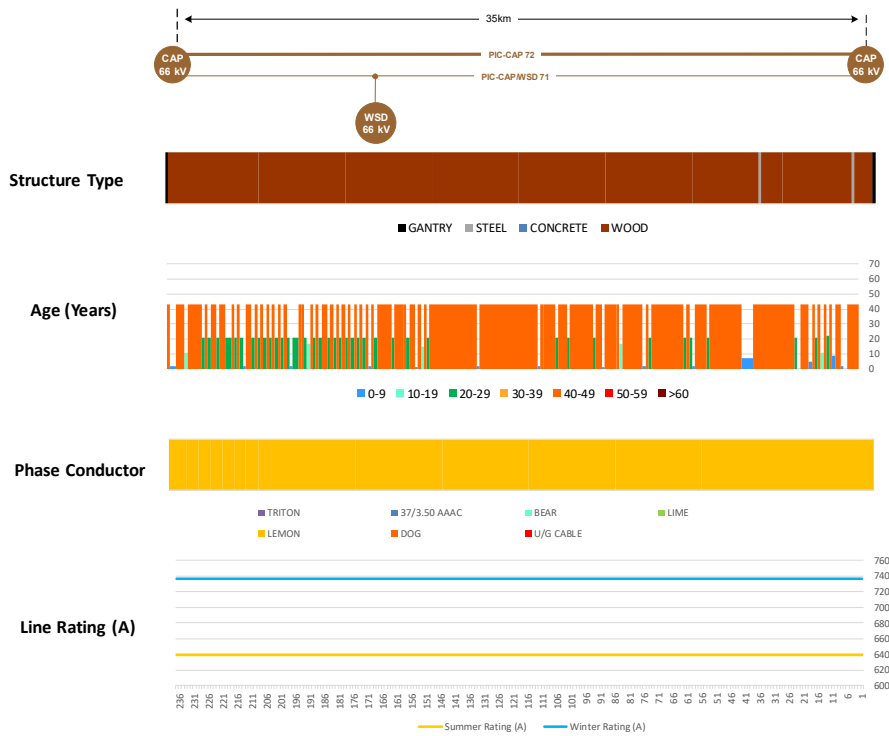 35km
CAP
66 kV
PIC-CAP 72
CAP
66 kV
PIC-CAP/WSD 71
WSD
66 kV
Structure Type
GANTRY STEEL CONCRETE WOOD
Age (Years)
70
60
50
40
30
20
10
0
0-9 10-19 20-29 30-39 40-49 50-59 >60
Phase Conductor
TRITON 37/3.50 AAAC BEAR LIME
LEMON DOG U/G CABLE
Line Rating (A)
760
740
720
700
680
660
640
620
600
236 231 226 221 216 211 206 201 196 191 186 181 176 171 166 161 156 151 146 141 136 131 126 121 116 111 106 101 96 91 86 81 76 71 66 61 56 51 46 41 36 31 26 21 16 11 6 1
Summer Rating (A) Winter Rating (A)